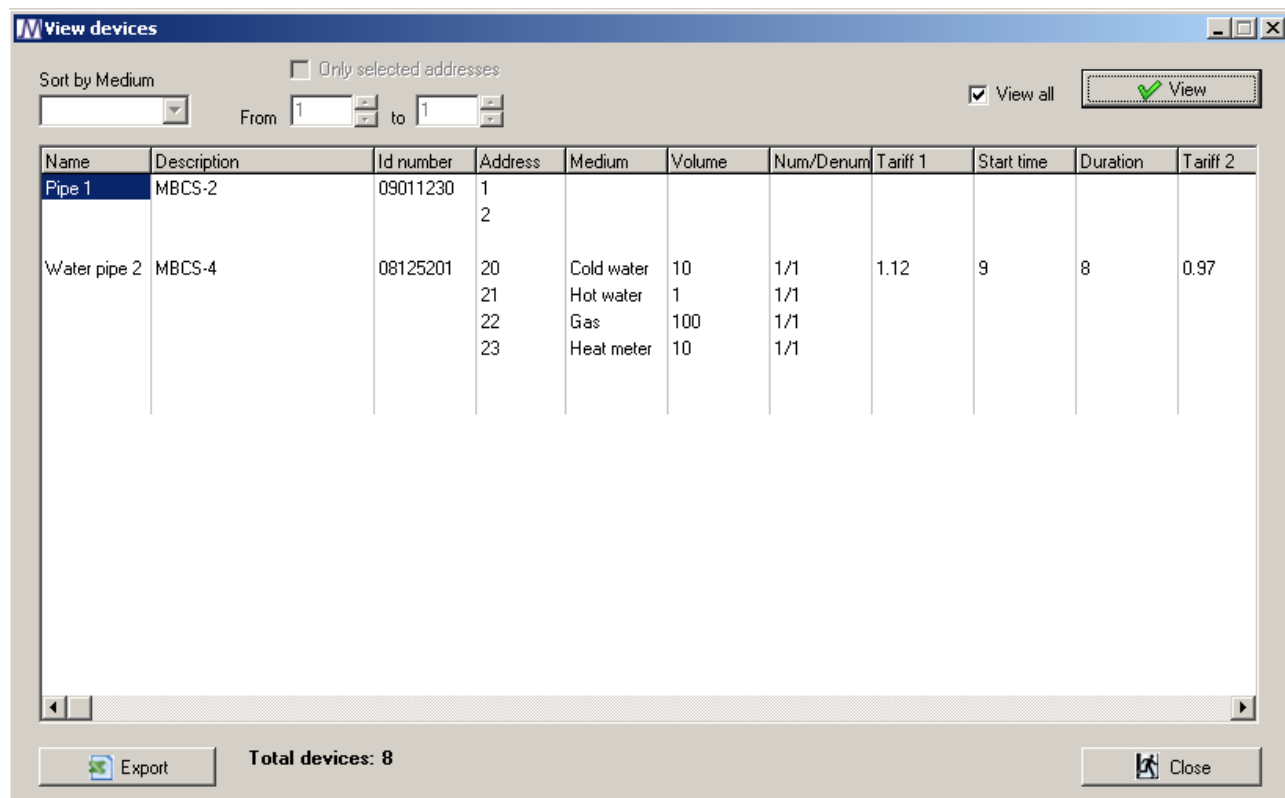 View devices
Sort by Medium
Only selected addresses
From 1 to 1
View all
View
Name Description Id number Address Medium Volume Num/Denum Tariff 1 Start time Duration Tariff 2
Pipe 1 MBCS-2 09011230 1
2
Water pipe 2 MBCS-4 08125201 20 Cold water 10 1/1 1.12 9 8 0.97
21 Hot water 1 1/1
22 Gas 100 1/1
23 Heat meter 10 1/1
Export
Total devices: 8
Close